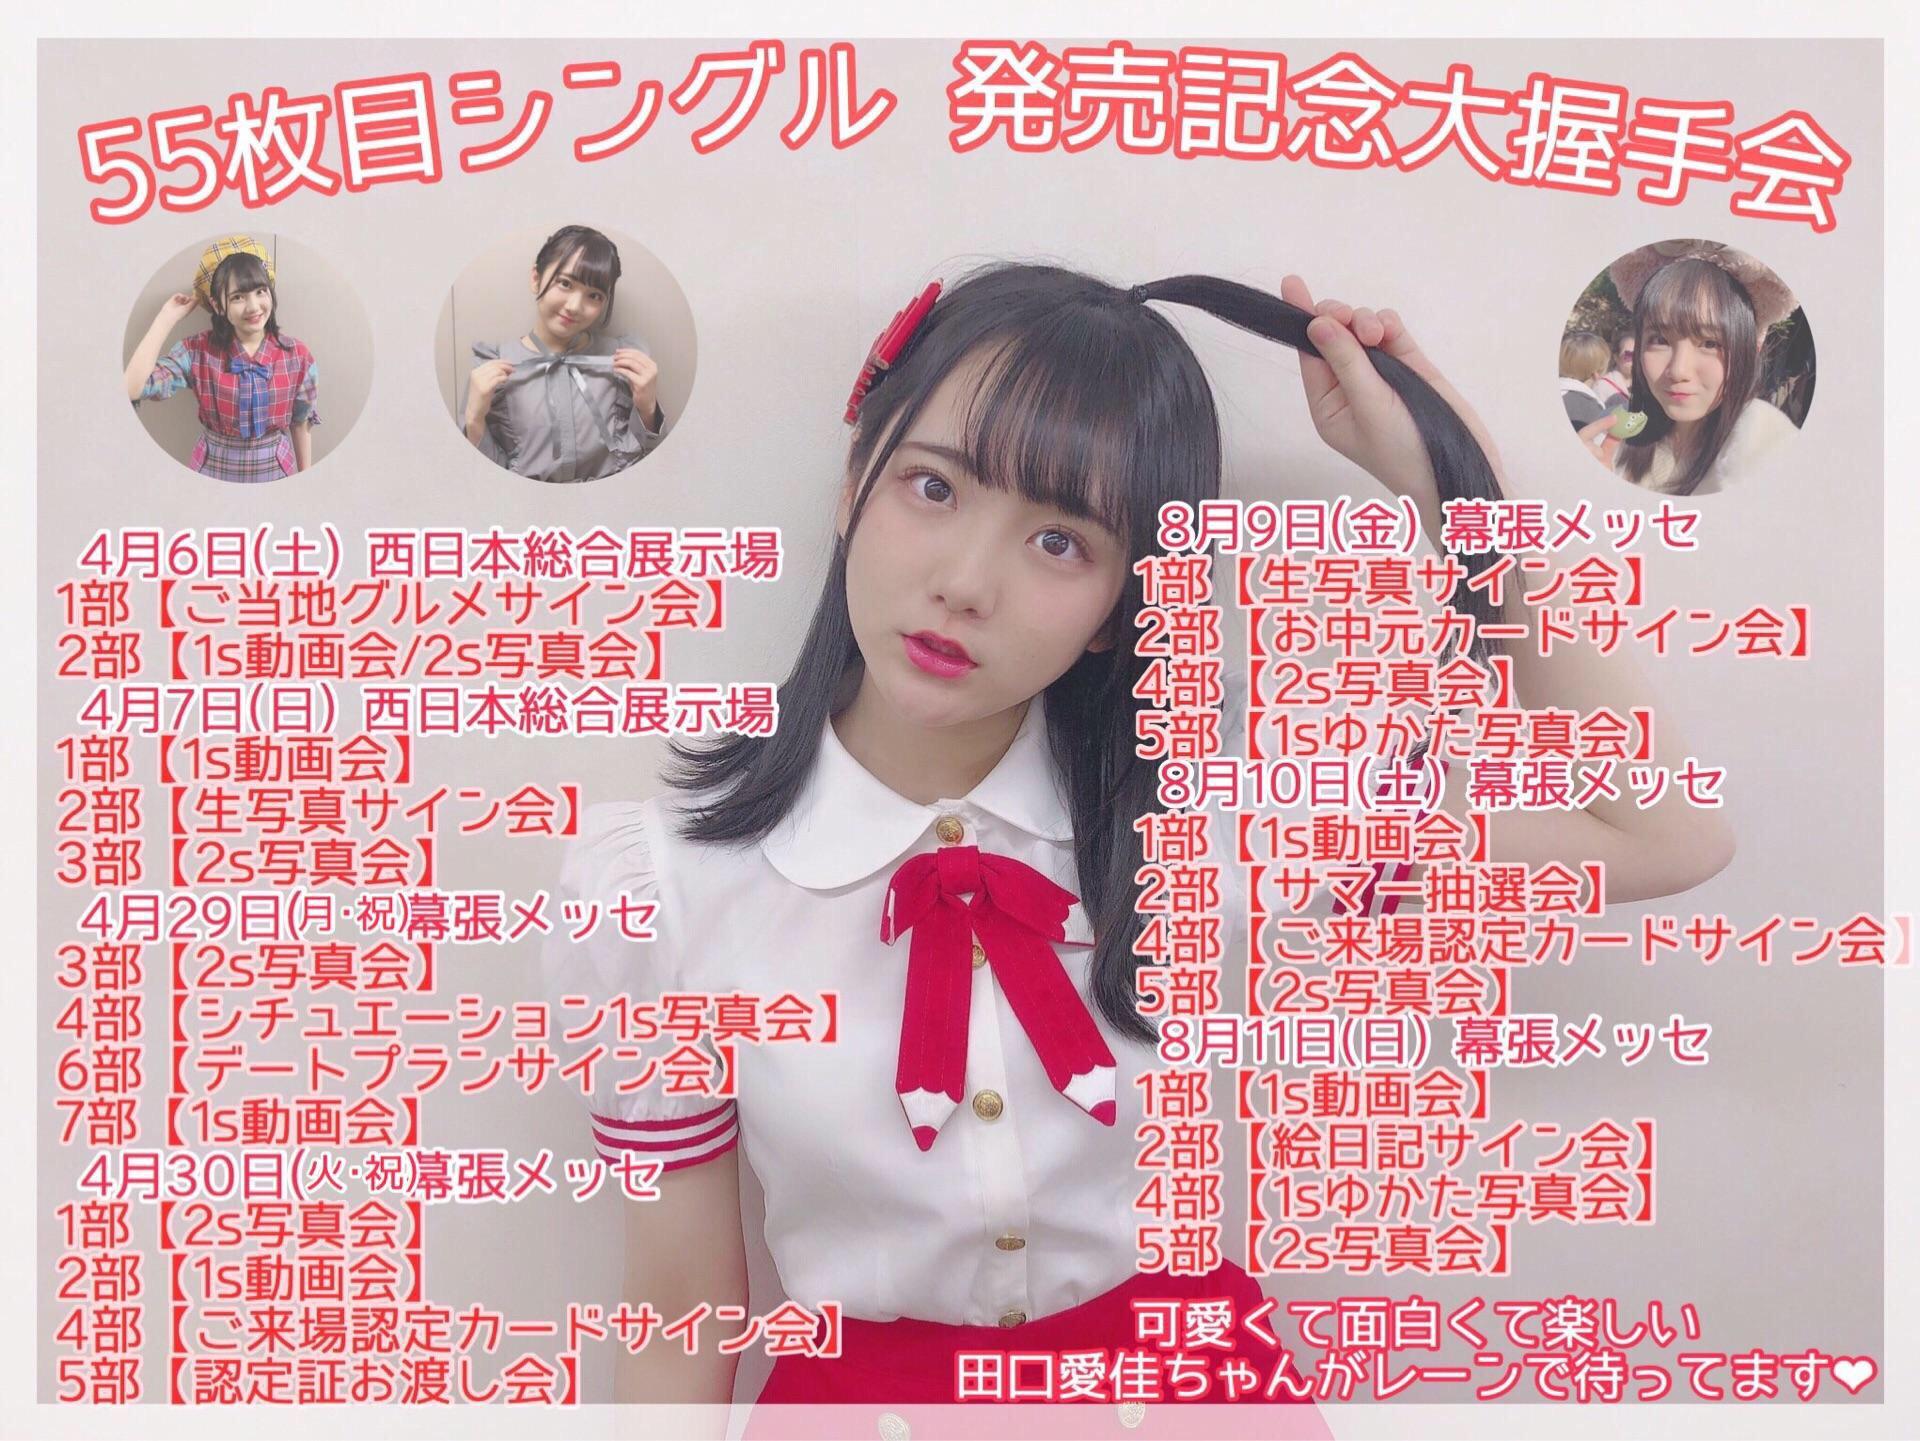 55枚目シングル 発売記念大握手会
4月6日(土) 西日本総合展示場
1部【ご当地グルメサイン会】
2部【1s動画会/2s写真会】
4月7日(日) 西日本総合展示場
1部【1s動画会】
2部【生写真サイン会】
3部【2s写真会】
4月29日(月·祝)幕張メッセ
3部【2s写真会】
4部【シチュエーション1s写真会】
6部【デートプランサイン会】
7部【1s動画会】
4月30日(火·祝)幕張メッセ
1部【2s写真会】
2部【1s動画会】
4部【ご来場認定カードサイン会】
5部【認定証お渡し会】
8月9日(金) 幕張メッセ
1部【生写真サイン会】
2部【お中元カードサイン会】
4部【2s写真会】
5部【1sゆかた写真会】
8月10日(土) 幕張メッセ
1部【1s動画会】
2部【サマー抽選会】
4部【ご来場認定カードサイン会】
5部【2s写真会】
8月11日(日) 幕張メッセ
1部【1s動画会】
2部【絵日記サイン会】
4部【1sゆかた写真会】
5部【2s写真会】
可愛くて面白くて楽しい
田口愛佳ちゃんがレーンで待ってます❤